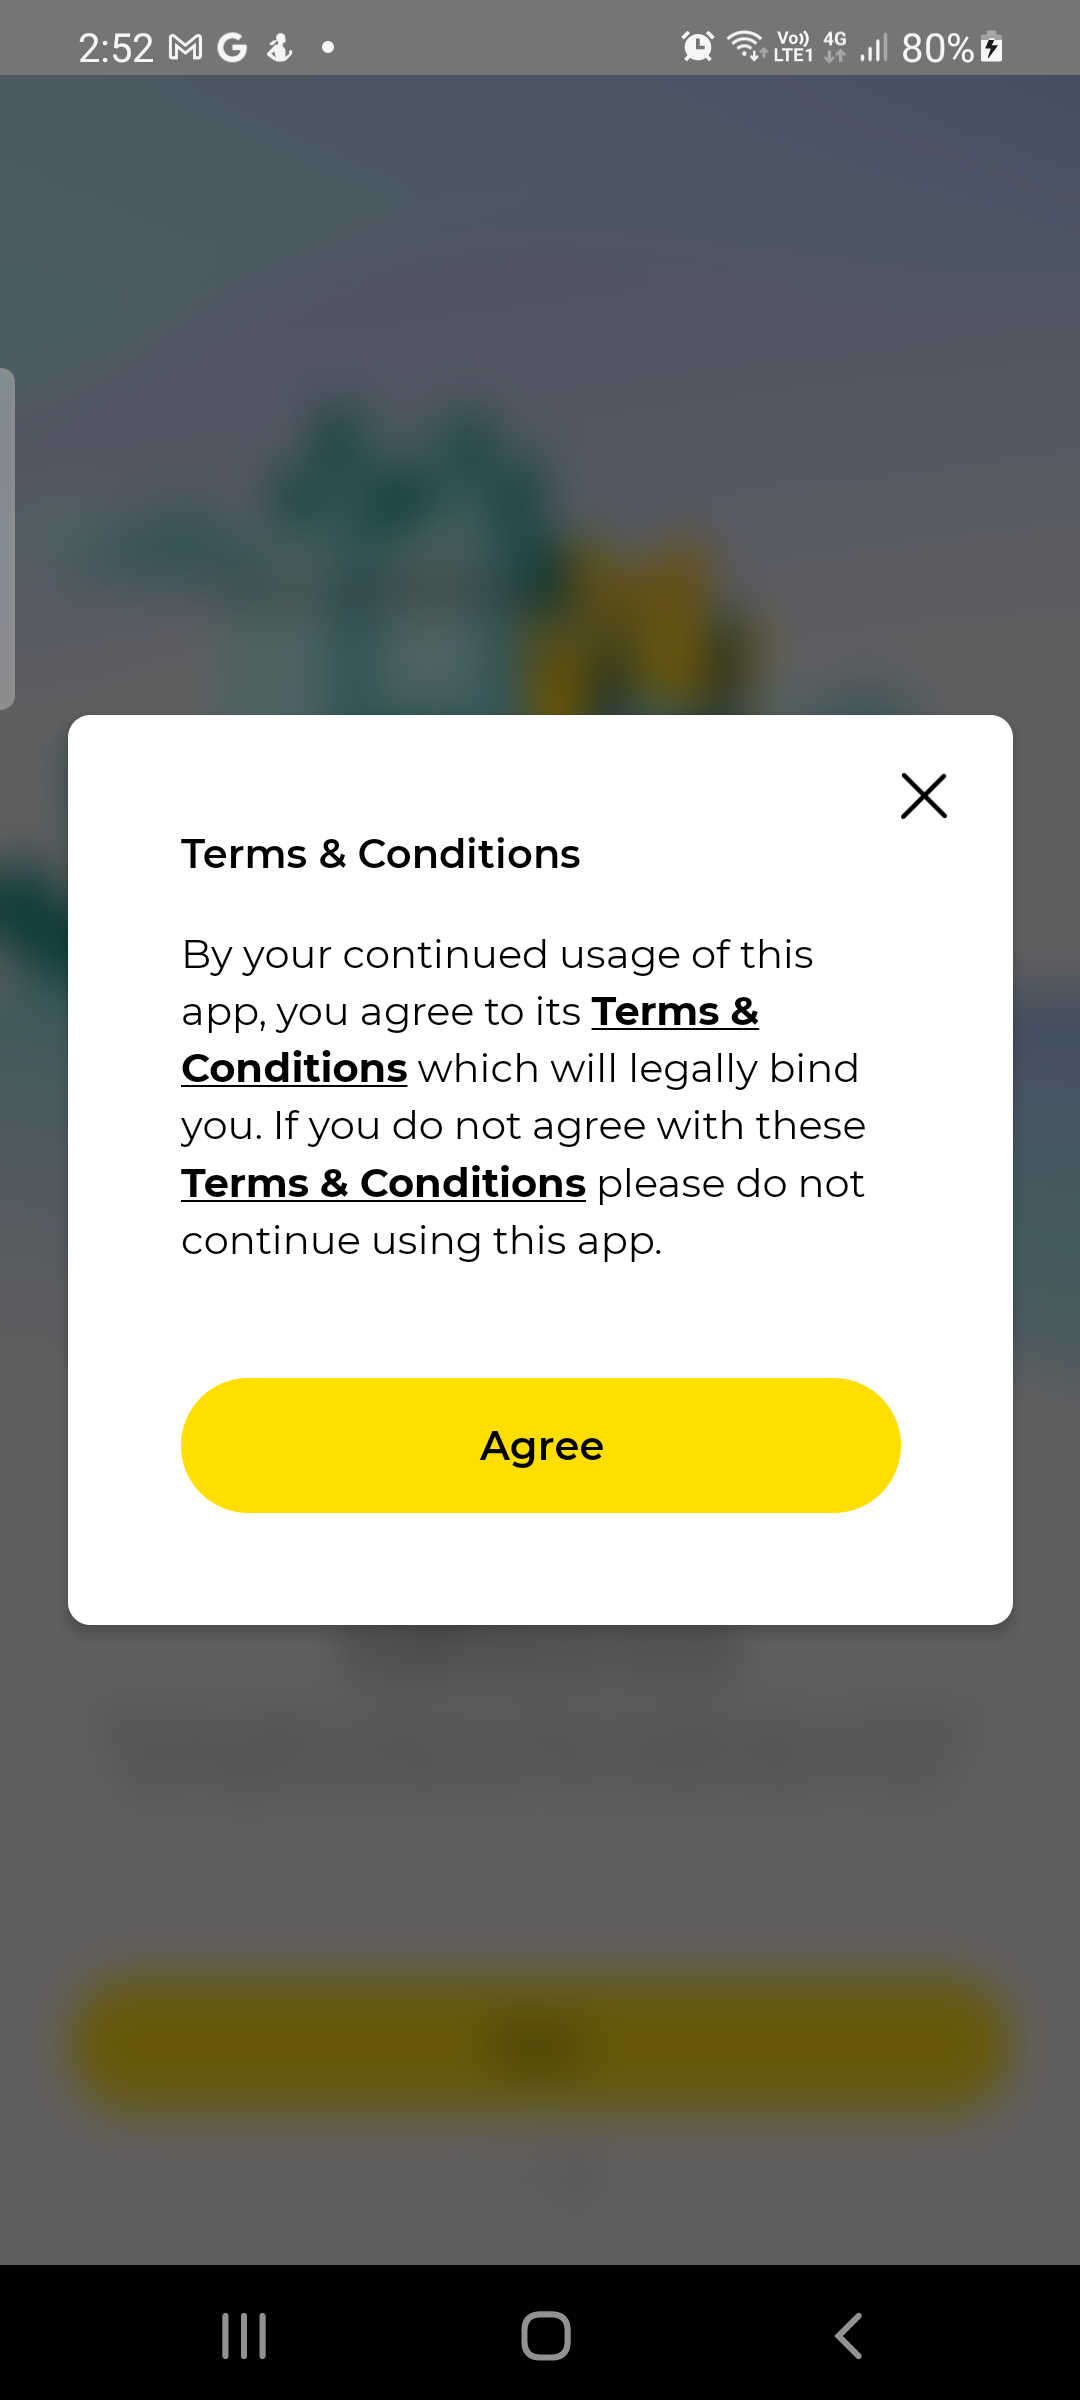 2:52
Vo)) LTE1
4G
80%
Terms & Conditions
By your continued usage of this
app, you agree to its Terms &
Conditions which will legally bind
you. If you do not agree with these
Terms & Conditions please do not
continue using this app.
Agree